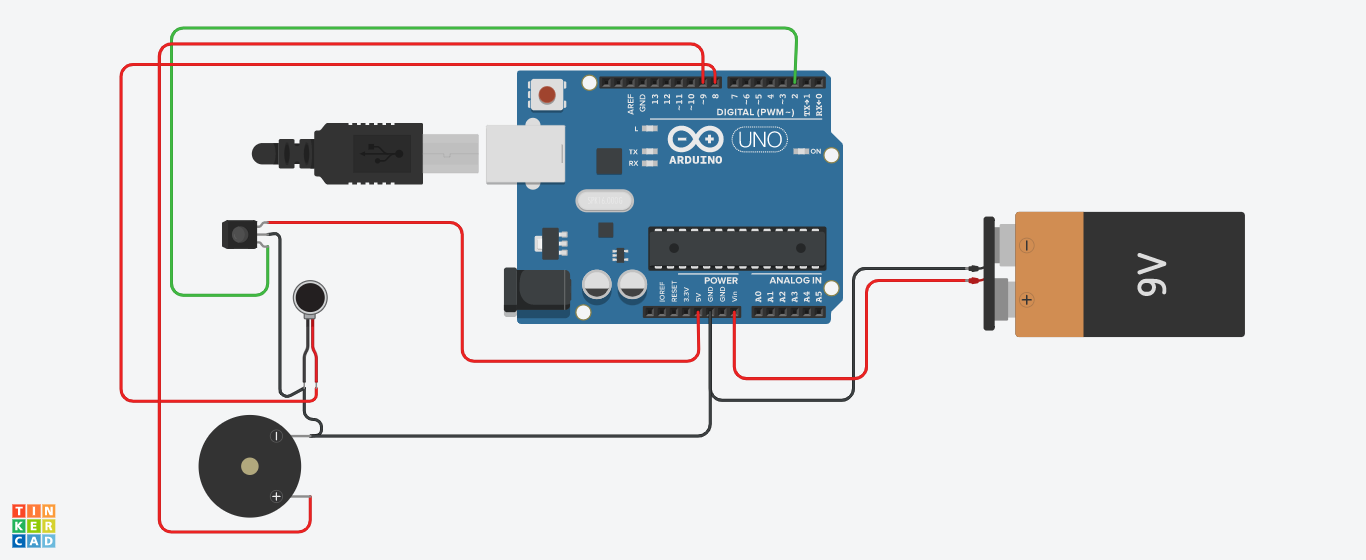 AREF
GND
13
12
~11
~10
~9
8
7
~6
~5
4
~3
2
TX→1
RX←0
DIGITAL (PWM~)
L
TX
RX
ARDUINO
UNO
ON
POWER
ANALOG IN
IOREF
RESET
3.3V
5V
GND
GND
Vin
A0
A1
A2
A3
A4
A5
9V
TIN
KER
CAD